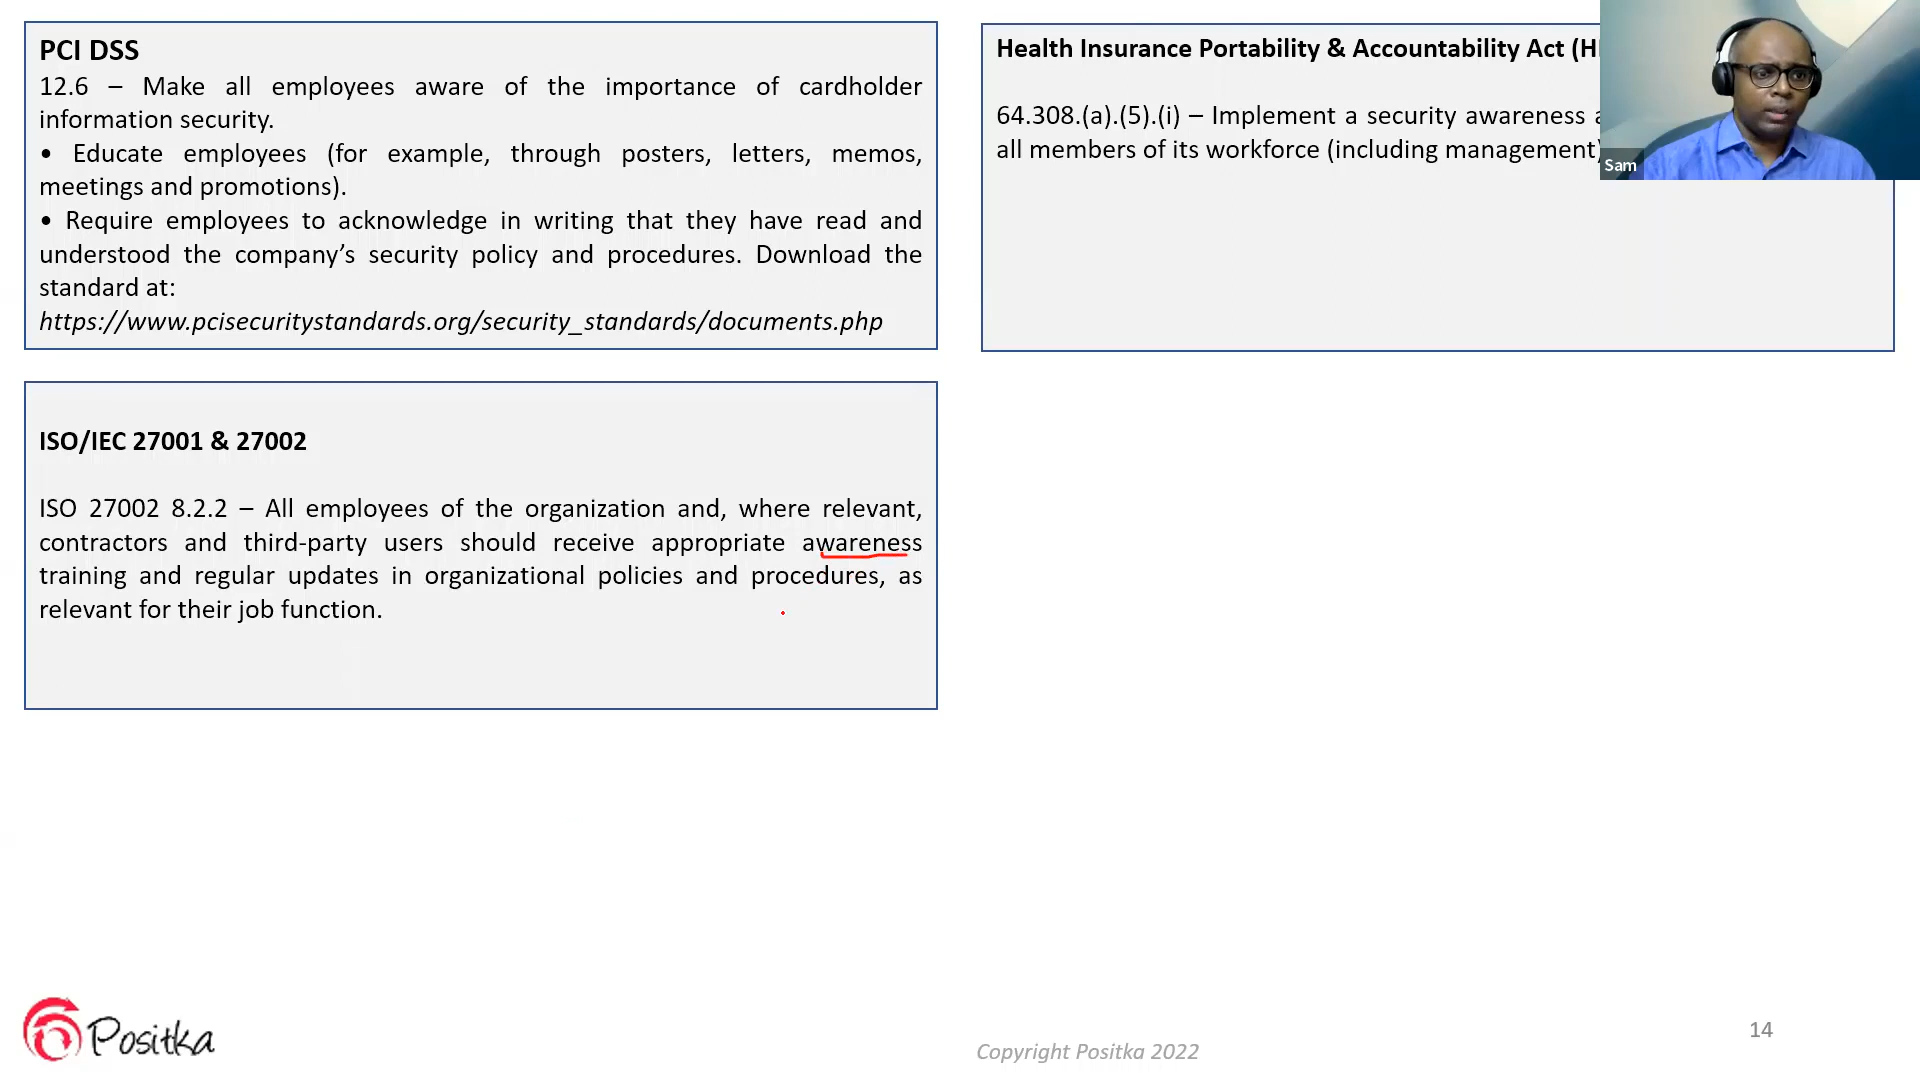 PCI DSS
12.6 – Make all employees aware of the importance of cardholder
information security.
• Educate employees (for example, through posters, letters, memos,
meetings and promotions).
• Require employees to acknowledge in writing that they have read and
understood the company’s security policy and procedures. Download the
standard at:
https://www.pcisecuritystandards.org/security_standards/documents.php
Health Insurance Portability & Accountability Act
64.308.(a).(5).(i) – Implement a security awareness
all members of its workforce (including management)
Sam
ISO/IEC 27001 & 27002
ISO 27002 8.2.2 – All employees of the organization and, where relevant,
contractors and third-party users should receive appropriate awareness
training and regular updates in organizational policies and procedures, as
relevant for their job function.
Positka
Copyright Positka 2022
14